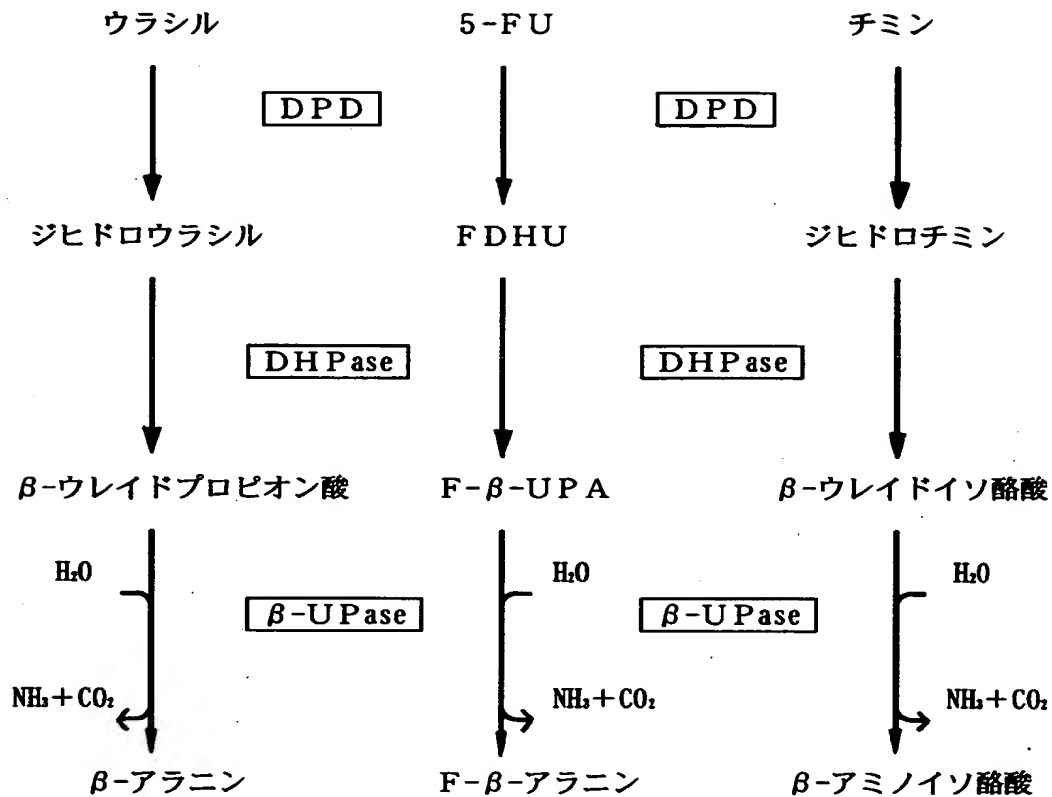 ウラシル 5-FU チミン
DPD DPD
ジヒドロウラシル FDHU ジヒドロチミン
DHPase DHPase
β-ウレイドプロピオン酸 F-β-UPA β-ウレイドイソ酪酸
H₂O H₂O H₂O
β-UPase β-UPase
NH₃+CO₂ NH₃+CO₂ NH₃+CO₂
β-アラニン F-β-アラニン β-アミノイソ酪酸